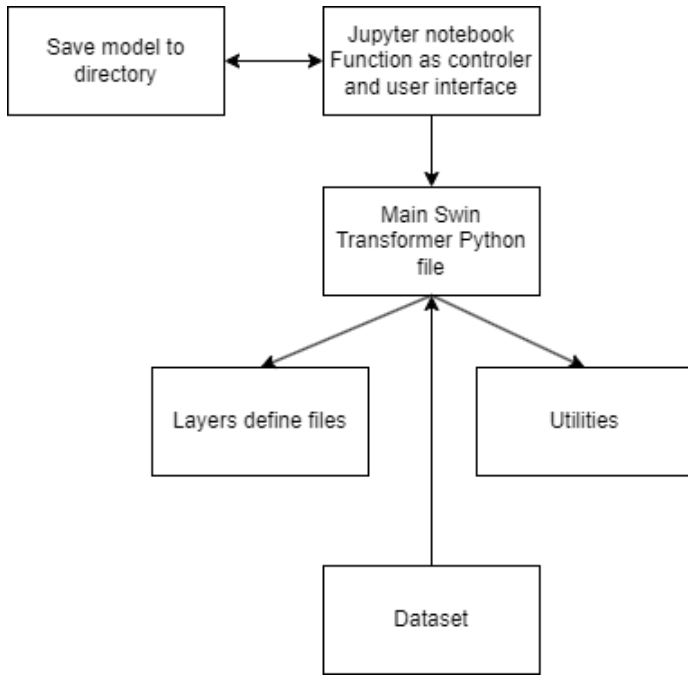 Save model to
directory
Jupyter notebook
Function as controler
and user interface
Main Swin
Transformer Python
file
Layers define files
Utilities
Dataset